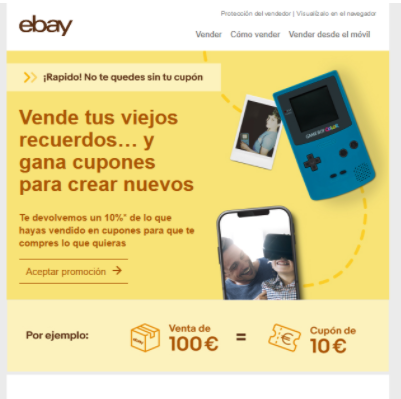 ebay
Protección del vendedor | Visualízalo en el navegador
Vender Cómo vender Vender desde el móvil
¡Rapido! No te quedes sin tu cupón
Vende tus viejos
recuerdos... y
gana cupones
para crear nuevos
Te devolvemos un 10%* de lo que
hayas vendido en cupones para que te
compres lo que quieras
Aceptar promoción →
GAME BOY COLOR
Por ejemplo:
Venta de
100 €
=
Cupón de
10 €